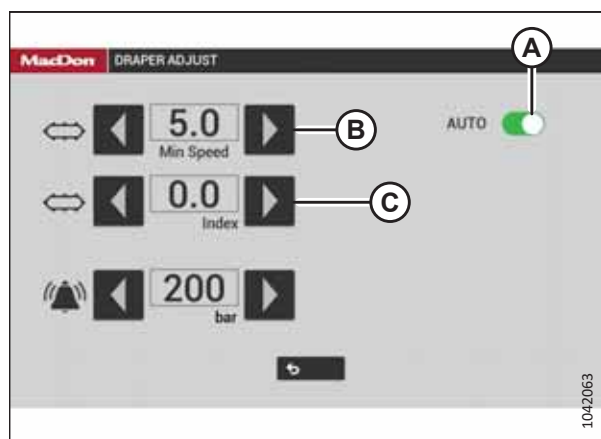 A
MacDon DRAPER ADJUST
5.0
Min Speed
B
AUTO
0.0
Index
C
200
bar
1042063